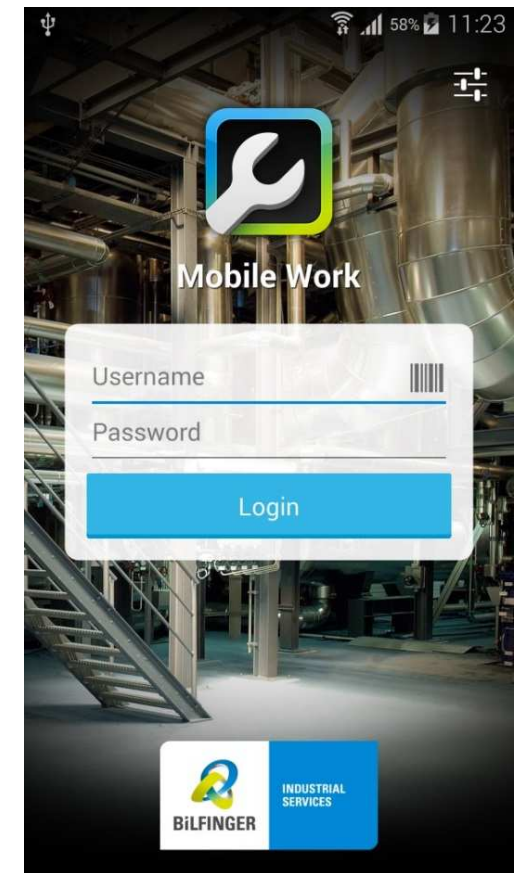 58% 11:23
Mobile Work
Username
Password
Login
BiLFINGER
INDUSTRIAL
SERVICES